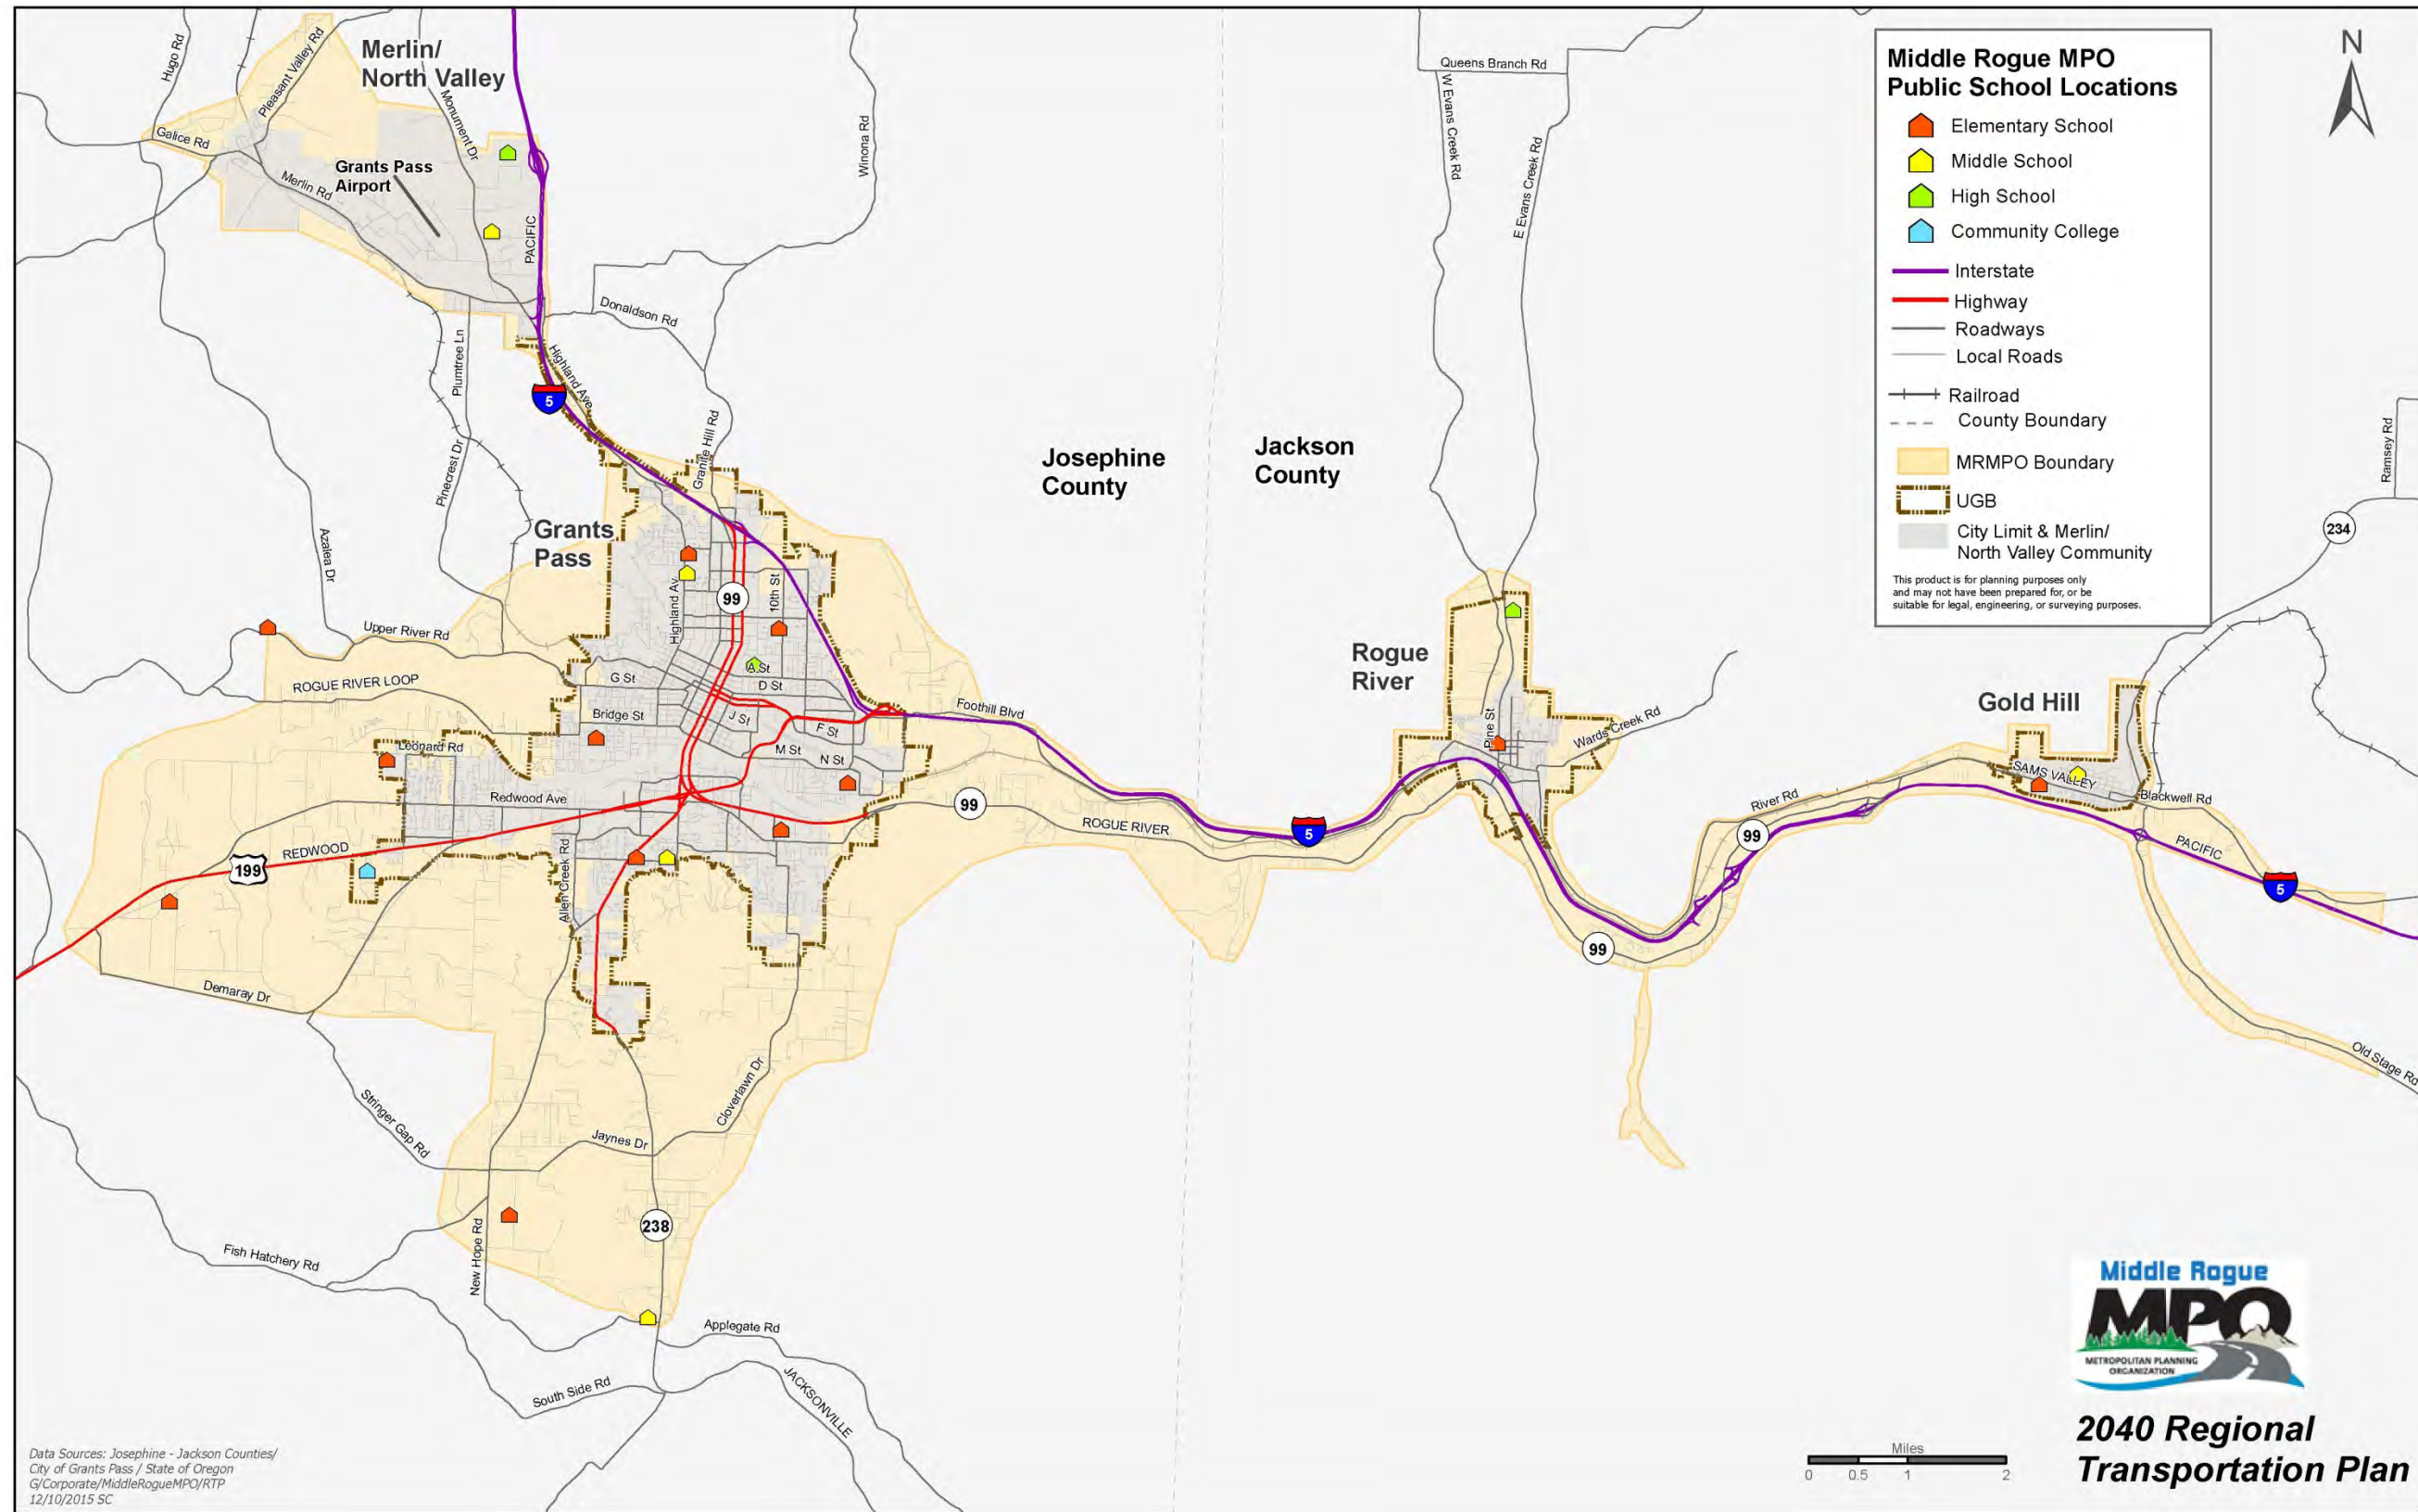 Merlin/
North Valley
Hugo Rd
Pleasant Valley Rd
Monument Dr
Galice Rd
Merlin Rd
Grants Pass
Airport
PACIFIC
Winona Rd
Donaldson Rd
Plumtree Ln
Highland Ave
5
Pinecrest Dr
Granite Hill Rd
Azalea Dr
Grants
Pass
Josephine
County
Jackson
County
Queens Branch Rd
W Evans Creek Rd
E Evans Creek Rd
Middle Rogue MPO
Public School Locations
Elementary School
Middle School
High School
Community College
Interstate
Highway
Roadways
Local Roads
Railroad
County Boundary
MRMPO Boundary
UGB
City Limit & Merlin/
North Valley Community
This product is for planning purposes only
and may not have been prepared for, or be
suitable for legal, engineering, or surveying purposes.
N
Ramsey Rd
234
99
10th St
Highland Av
Upper River Rd
ROGUE RIVER LOOP
G St
A St
D St
Bridge St
J St
F St
M St
N St
Foothill Blvd
Leonard Rd
Redwood Ave
REDWOOD
199
Allen Creek Rd
99
ROGUE RIVER
5
Rogue
River
Pine St
Wards Creek Rd
Gold Hill
SAMS VALLEY
Blackwell Rd
River Rd
99
PACIFIC
5
99
Old Stage Rd
Demaray Dr
Stringer Gap Rd
Jaynes Dr
Cloverlawn Dr
238
New Hope Rd
Fish Hatchery Rd
Applegate Rd
South Side Rd
JACKSONVILLE
Middle Rogue
MPO
METROPOLITAN PLANNING
ORGANIZATION
2040 Regional
Transportation Plan
Miles
0 0.5 1 2
Data Sources: Josephine - Jackson Counties/
City of Grants Pass / State of Oregon
G/Corporate/MiddleRogueMPO/RTP
12/10/2015 SC